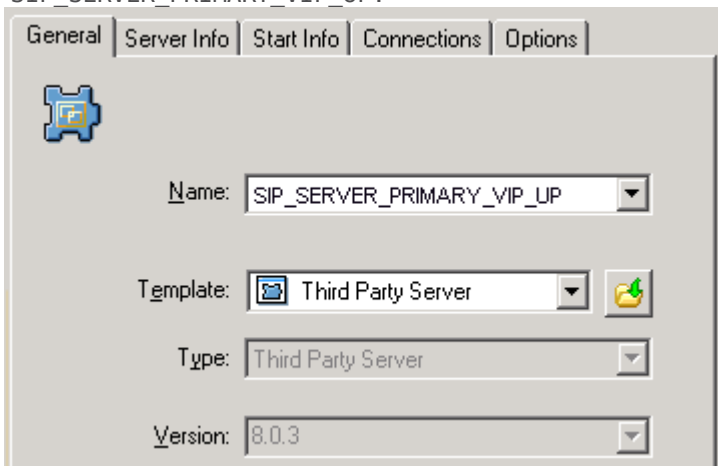 SIP_SERVER_PRIMARY_VIP_UP.
General Server Info Start Info Connections Options
Name: SIP_SERVER_PRIMARY_VIP_UP
Template: Third Party Server
Type: Third Party Server
Version: 8.0.3